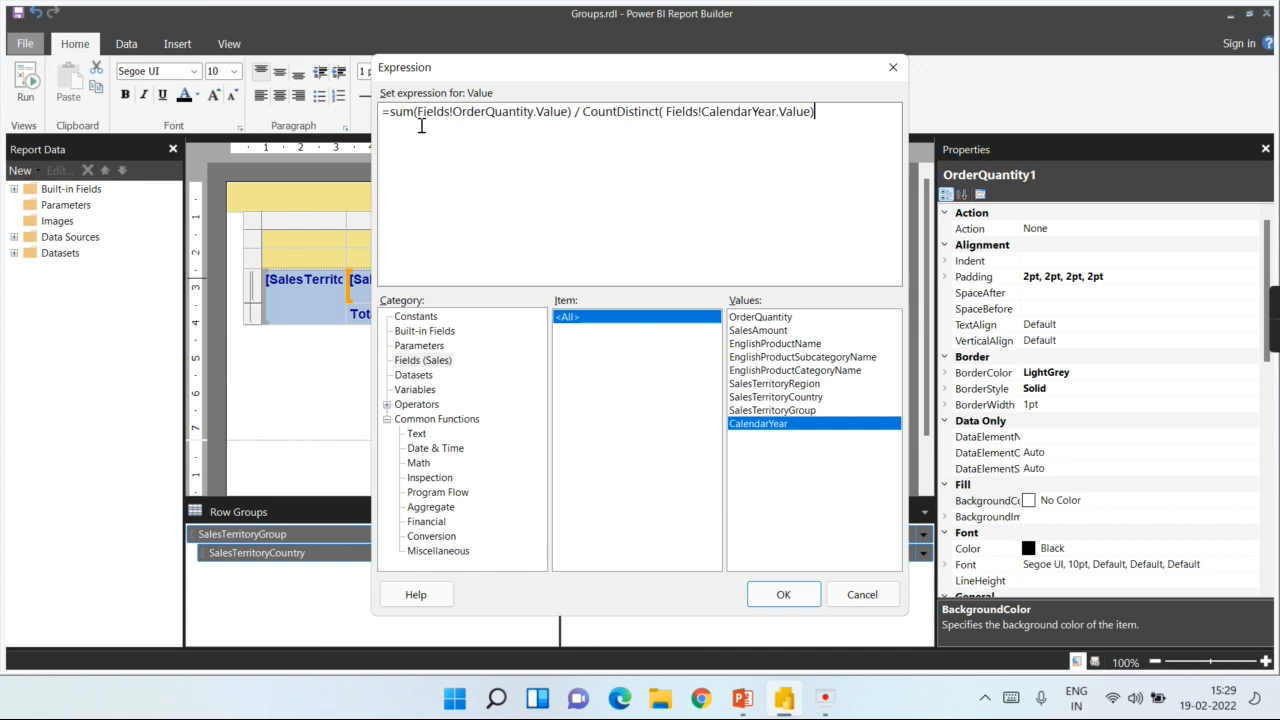 Groups.rdl - Power BI Report Builder
File
Home
Data
Insert
View
Sign in
Run
Paste
Segoe UI
10
1 p
B I U A A A
Views
Clipboard
Font
Paragraph
Report Data
New
Edit...
Built-in Fields
Parameters
Images
Data Sources
Datasets
1 2 3 4
[SalesTerrito
[Sal
Tota
Row Groups
SalesTerritoryGroup
SalesTerritoryCountry
Expression
Set expression for: Value
=sum(Fields!OrderQuantity.Value) / CountDistinct( Fields!CalendarYear.Value)
Category:
Constants
Built-in Fields
Parameters
Fields (Sales)
Datasets
Variables
Operators
Common Functions
Text
Date & Time
Math
Inspection
Program Flow
Aggregate
Financial
Conversion
Miscellaneous
Item:
<All>
Values:
OrderQuantity
SalesAmount
EnglishProductName
EnglishProductSubcategoryName
EnglishProductCategoryName
SalesTerritoryRegion
SalesTerritoryCountry
SalesTerritoryGroup
CalendarYear
Help
OK
Cancel
Properties
OrderQuantity1
Action
Action None
Alignment
Indent
Padding 2pt, 2pt, 2pt, 2pt
SpaceAfter
SpaceBefore
TextAlign Default
VerticalAlign Default
Border
BorderColor LightGrey
BorderStyle Solid
BorderWidth 1pt
Data Only
DataElementN
DataElementO Auto
DataElementS Auto
Fill
BackgroundCo No Color
BackgroundIm
Font
Color Black
Font Segoe UI, 10pt, Default, Default, Default
LineHeight
General
BackgroundColor
Specifies the background color of the item.
100%
ENG
IN
15:29
19-02-2022